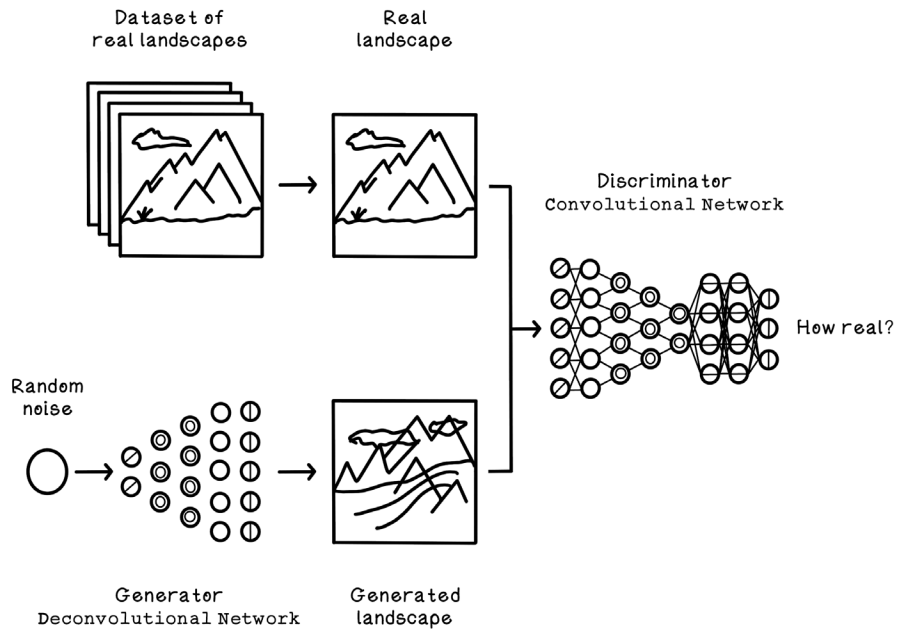 Dataset of
real landscapes
Real
landscape
Discriminator
Convolutional Network
How real?
Random
noise
Generator
Deconvolutional Network
Generated
landscape